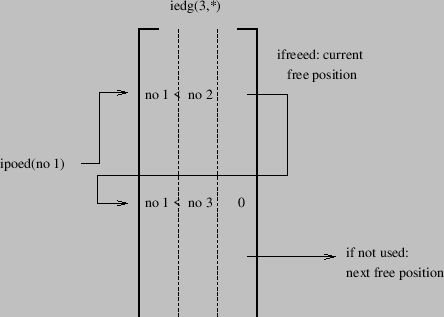 iedg(3,*)
ifreeed: current
free position
no 1 < no 2
ipoed(no 1)
no 1 < no 3 0
if not used:
next free position